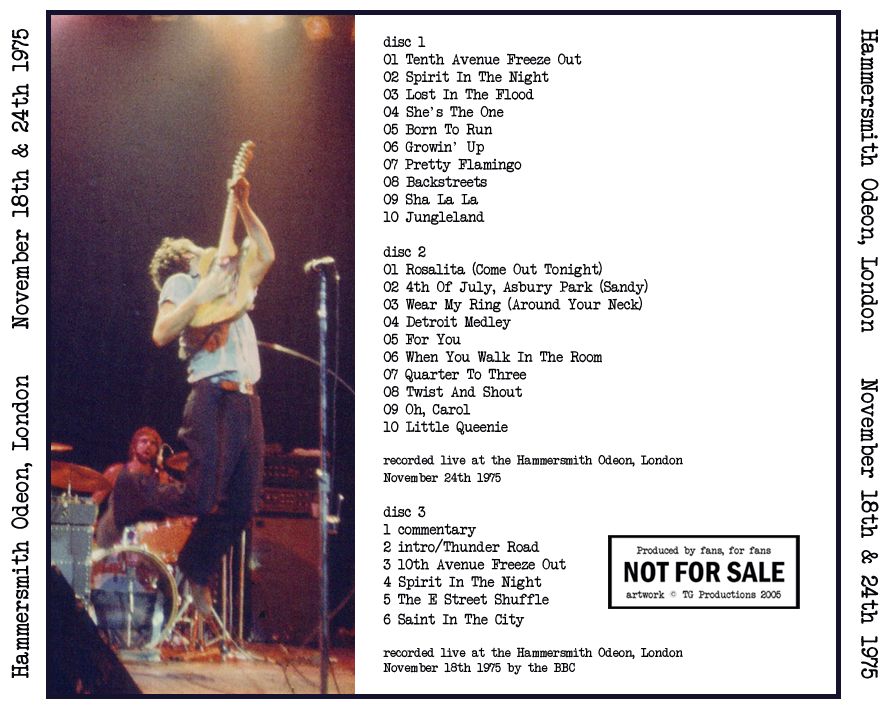 Hammersmith Odeon, London November 18th & 24th 1975
disc 1
01 Tenth Avenue Freeze Out
02 Spirit In The Night
03 Lost In The Flood
04 She's The One
05 Born To Run
06 Growin' Up
07 Pretty Flamingo
08 Backstreets
09 Sha La La
10 Jungleland
disc 2
01 Rosalita (Come Out Tonight)
02 4th Of July, Asbury Park (Sandy)
03 Wear My Ring (Around Your Neck)
04 Detroit Medley
05 For You
06 When You Walk In The Room
07 Quarter To Three
08 Twist And Shout
09 Oh, Carol
10 Little Queenie
recorded live at the Hammersmith Odeon, London
November 24th 1975
disc 3
1 commentary
2 intro/Thunder Road
3 10th Avenue Freeze Out
4 Spirit In The Night
5 The E Street Shuffle
6 Saint In The City
Produced by fans, for fans
NOT FOR SALE
artwork © TG Productions 2005
recorded live at the Hammersmith Odeon, London
November 18th 1975 by the BBC
Hammersmith Odeon, London November 18th & 24th 1975